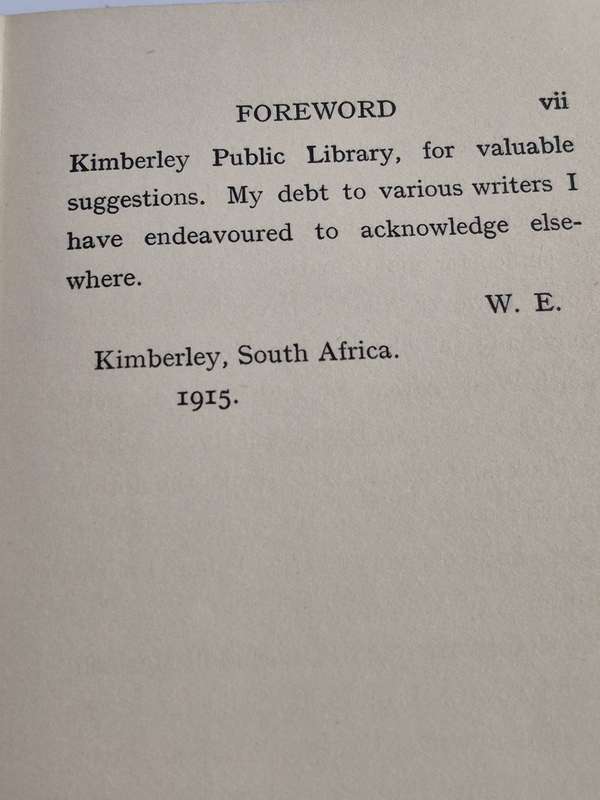 FOREWORD vii
Kimberley Public Library, for valuable
suggestions. My debt to various writers I
have endeavoured to acknowledge else-
where.
W. E.
Kimberley, South Africa.
1915.